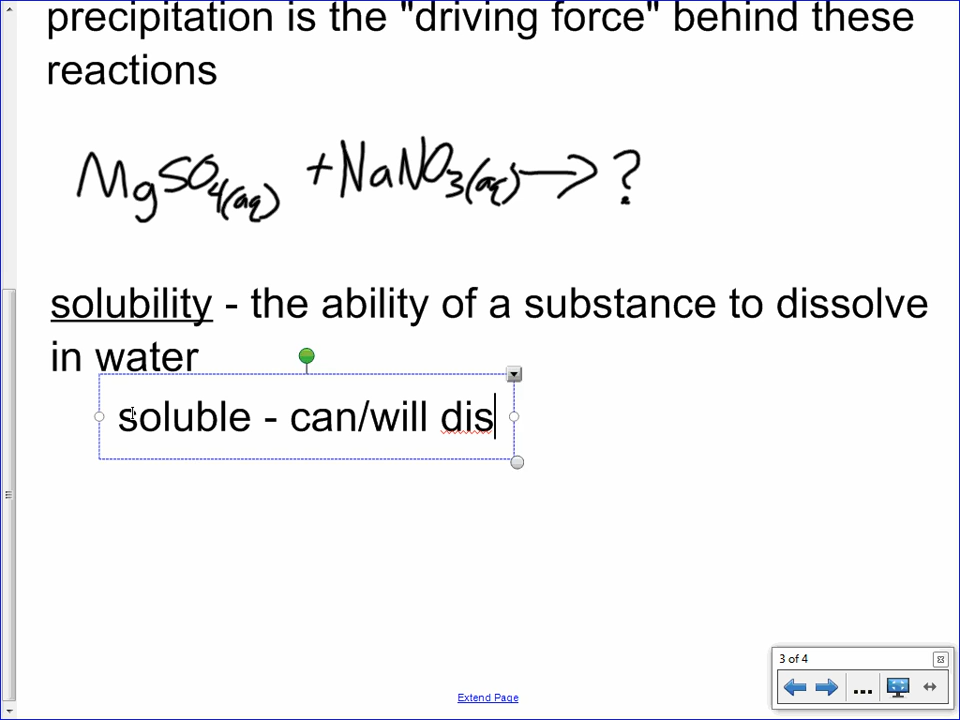 precipitation is the "driving force" behind these
reactions
MgSO4(aq) + NaNO3(aq) → ?
solubility - the ability of a substance to dissolve
in water
soluble - can/will dis
3 of 4
...
Extend Page